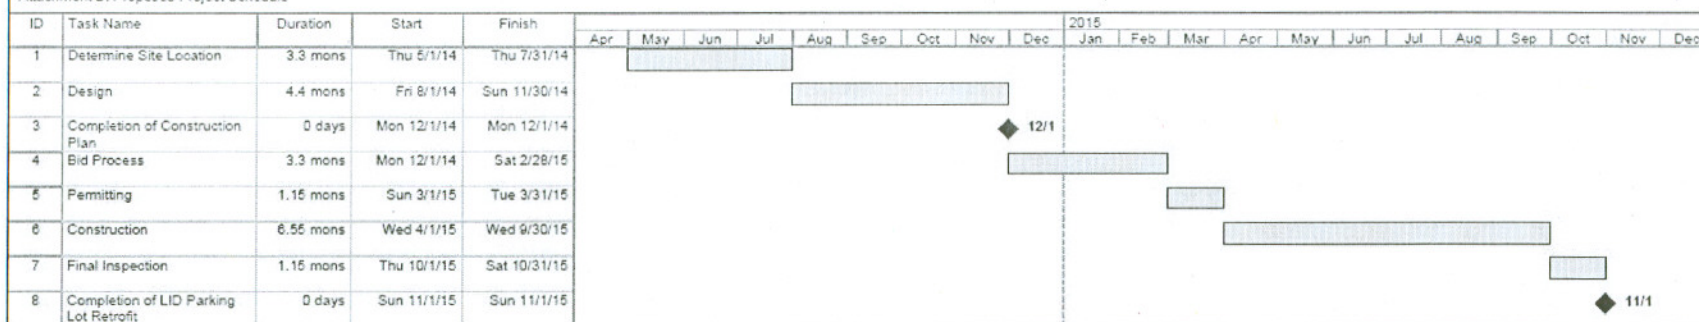 ID Task Name Duration Start Finish 2015
Apr May Jun Jul Aug Sep Oct Nov Dec Jan Feb Mar Apr May Jun Jul Aug Sep Oct Nov Dec
1 Determine Site Location 3.3 mons Thu 5/1/14 Thu 7/31/14
2 Design 4.4 mons Fri 8/1/14 Sun 11/30/14
3 Completion of Construction Plan 0 days Mon 12/1/14 Mon 12/1/14 12/1
4 Bid Process 3.3 mons Mon 12/1/14 Sat 2/28/15
5 Permitting 1.15 mons Sun 3/1/15 Tue 3/31/15
6 Construction 6.55 mons Wed 4/1/15 Wed 9/30/15
7 Final Inspection 1.15 mons Thu 10/1/15 Sat 10/31/15
8 Completion of LID Parking Lot Retrofit 0 days Sun 11/1/15 Sun 11/1/15 11/1